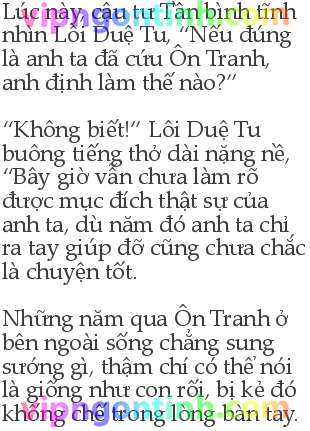 Lúc này, cậu tư Tần bình tĩnh
vipngontinh.com
nhìn Lôi Duệ Tu, “Nếu đúng
là anh ta đã cứu Ôn Tranh,
anh định làm thế nào?”
“Không biết!” Lôi Duệ Tu
buông tiếng thở dài nặng nề,
“Bây giờ vẫn chưa làm rõ
được mục đích thật sự của
anh ta, dù năm đó anh ta chỉ
ra tay giúp đỡ cũng chưa chắc
là chuyện tốt.
Những năm qua Ôn Tranh ở
bên ngoài sống chẳng sung
sướng gì, thậm chí có thể nói
là giống như con rối, bị kẻ đó
khống chế trong lòng bàn tay.
vipngontinh.com